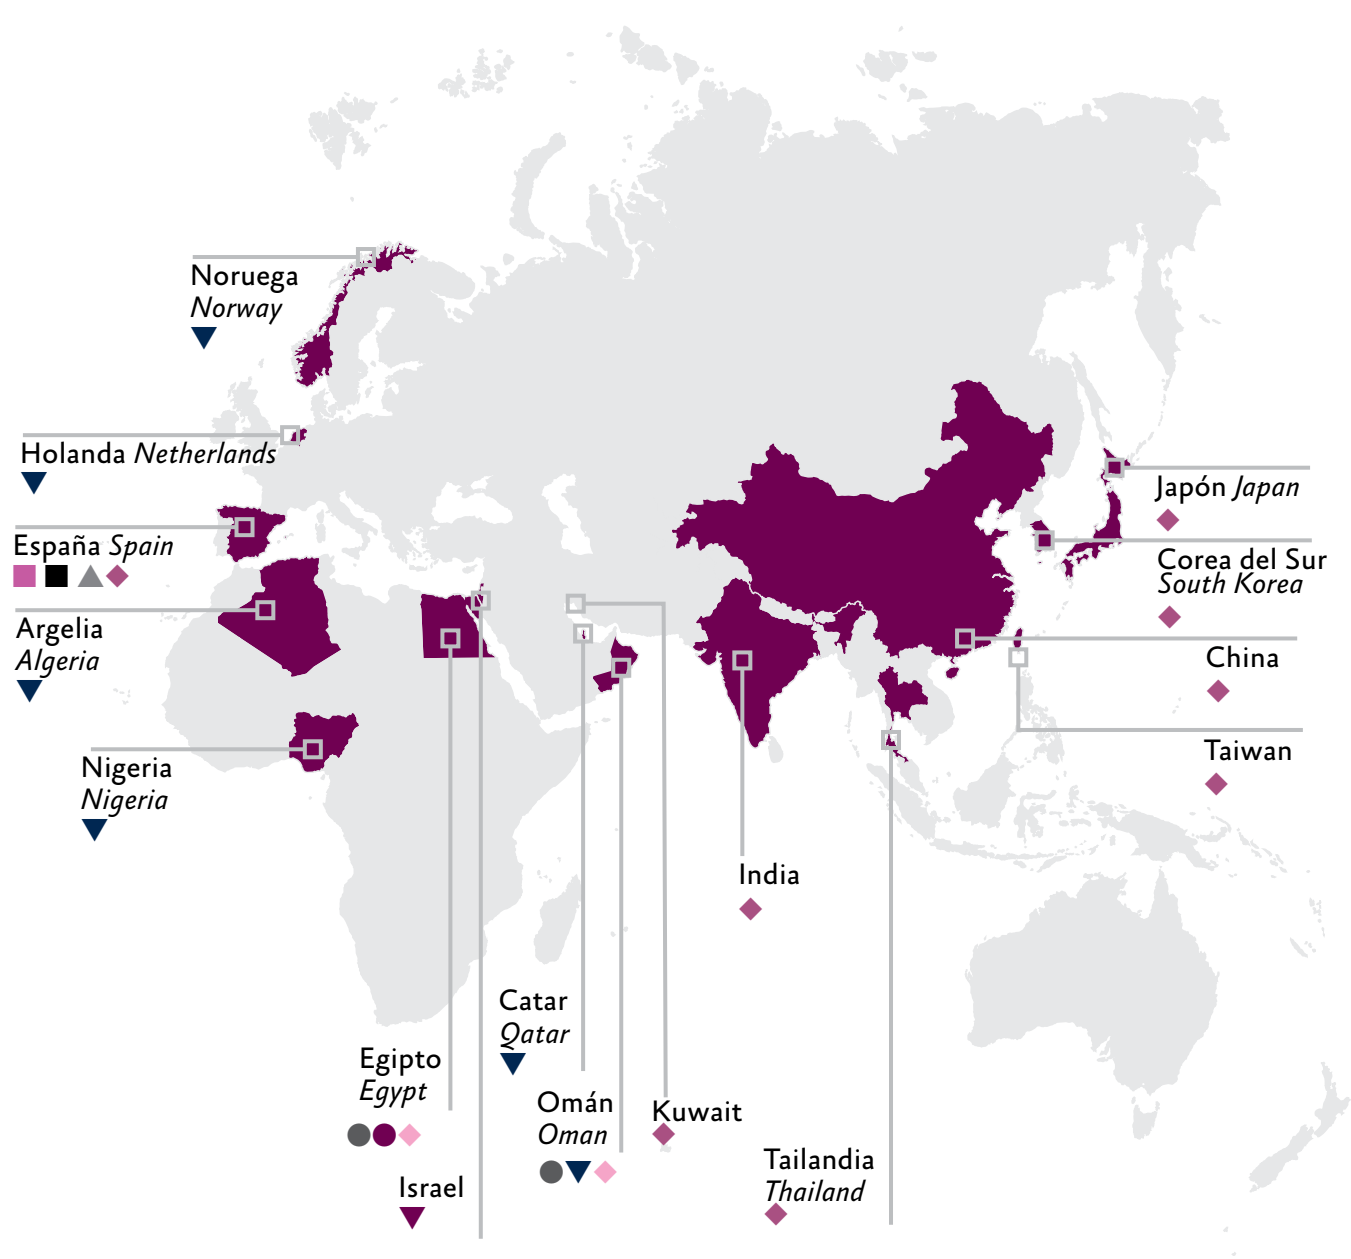 Noruega
Norway
Holanda Netherlands
España Spain
Argelia
Algeria
Nigeria
Nigeria
Japón Japan
Corea del Sur
South Korea
China
Taiwan
India
Catar
Qatar
Egipto
Egypt
Omán
Oman
Kuwait
Tailandia
Thailand
Israel